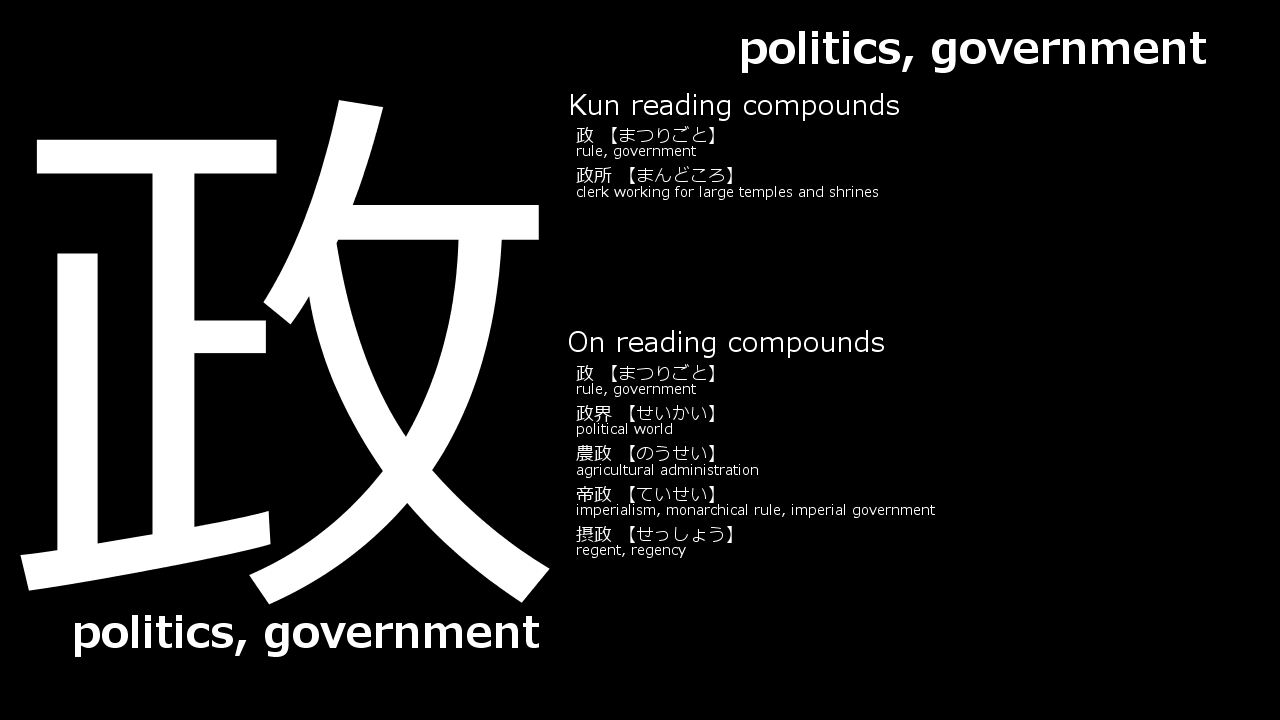 politics, government
政
politics, government
Kun reading compounds
政 【まつりごと】
rule, government
政所 【まんどころ】
clerk working for large temples and shrines
On reading compounds
政 【まつりごと】
rule, government
政界 【せいかい】
political world
農政 【のうせい】
agricultural administration
帝政 【ていせい】
imperialism, monarchical rule, imperial government
摂政 【せっしょう】
regent, regency